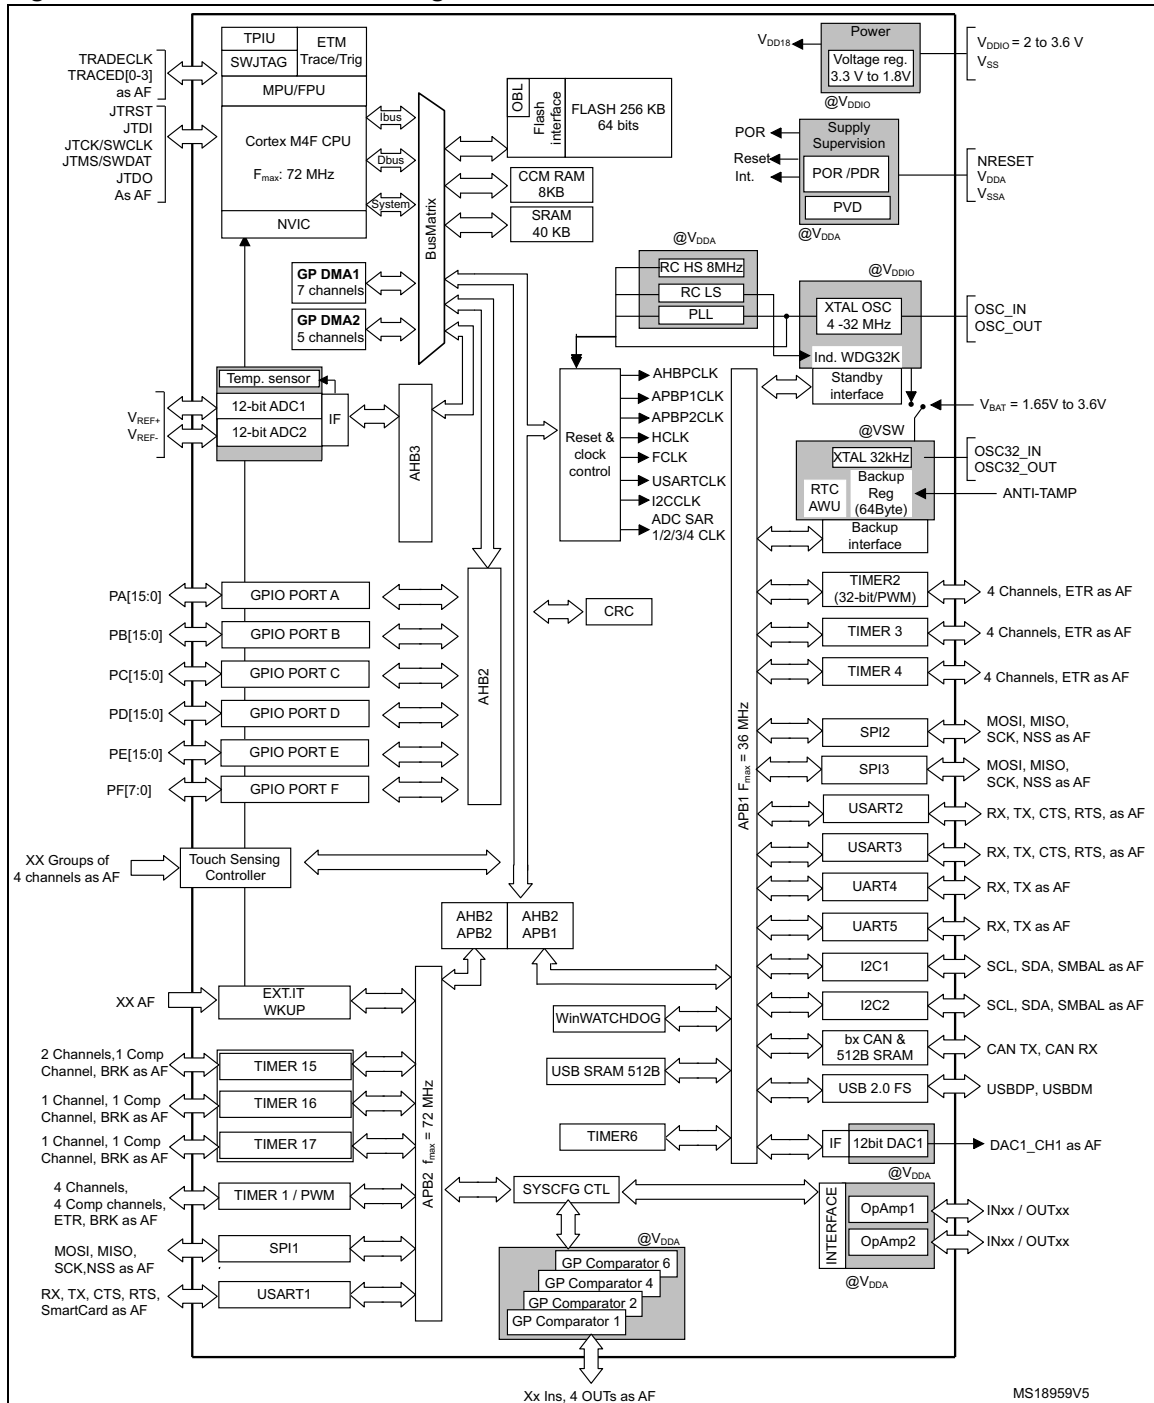 TPIU
ETM
Trace/Trig
SWJTAG
MPU/FPU
Cortex M4F CPU
Fmax: 72 MHz
NVIC
TRADECLK
TRACED[0-3]
as AF
JTRST
JTDI
JTCK/SWCLK
JTMS/SWDAT
JTDO
As AF
Ibus
Dbus
System
BusMatrix
OBL
Flash
interface
FLASH 256 KB
64 bits
CCM RAM
8KB
SRAM
40 KB
GP DMA1
7 channels
GP DMA2
5 channels
VDD18
Power
Voltage reg.
3.3 V to 1.8V
@VDDIO
VDDIO = 2 to 3.6 V
VSS
POR
Reset
Int.
Supply
Supervision
POR /PDR
PVD
@VDDA
NRESET
VDDA
VSSA
@VDDA
RC HS 8MHz
RC LS
PLL
@VDDIO
XTAL OSC
4 -32 MHz
Ind. WDG32K
Standby
interface
OSC_IN
OSC_OUT
VBAT = 1.65V to 3.6V
@VSW
XTAL 32kHz
RTC
AWU
Backup
Reg
(64Byte)
Backup
interface
OSC32_IN
OSC32_OUT
ANTI-TAMP
Temp. sensor
12-bit ADC1
12-bit ADC2
IF
VREF+
VREF-
AHB3
Reset &
clock
control
AHBPCLK
APBP1CLK
APBP2CLK
HCLK
FCLK
USARTCLK
I2CCLK
ADC SAR
1/2/3/4 CLK
PA[15:0]
GPIO PORT A
PB[15:0]
GPIO PORT B
PC[15:0]
GPIO PORT C
PD[15:0]
GPIO PORT D
PE[15:0]
GPIO PORT E
PF[7:0]
GPIO PORT F
AHB2
CRC
XX Groups of
4 channels as AF
Touch Sensing
Controller
AHB2
APB2
AHB2
APB1
APB1 Fmax = 36 MHz
TIMER2
(32-bit/PWM)
4 Channels, ETR as AF
TIMER 3
4 Channels, ETR as AF
TIMER 4
4 Channels, ETR as AF
SPI2
MOSI, MISO,
SCK, NSS as AF
SPI3
MOSI, MISO,
SCK, NSS as AF
USART2
RX, TX, CTS, RTS, as AF
USART3
RX, TX, CTS, RTS, as AF
UART4
RX, TX as AF
UART5
RX, TX as AF
I2C1
SCL, SDA, SMBAL as AF
I2C2
SCL, SDA, SMBAL as AF
bx CAN &
512B SRAM
CAN TX, CAN RX
USB 2.0 FS
USBDP, USBDM
IF
12bit DAC1
DAC1_CH1 as AF
@VDDA
WinWATCHDOG
USB SRAM 512B
TIMER6
XX AF
EXT.IT
WKUP
2 Channels,1 Comp
Channel, BRK as AF
TIMER 15
1 Channel, 1 Comp
Channel, BRK as AF
TIMER 16
1 Channel, 1 Comp
Channel, BRK as AF
TIMER 17
4 Channels,
4 Comp channels,
ETR, BRK as AF
TIMER 1 / PWM
MOSI, MISO,
SCK,NSS as AF
SPI1
RX, TX, CTS, RTS,
SmartCard as AF
USART1
APB2 fmax = 72 MHz
SYSCFG CTL
@VDDA
GP Comparator 6
GP Comparator 4
GP Comparator 2
GP Comparator 1
Xx Ins, 4 OUTs as AF
INTERFACE
OpAmp1
INxx / OUTxx
OpAmp2
INxx / OUTxx
@VDDA
MS18959V5